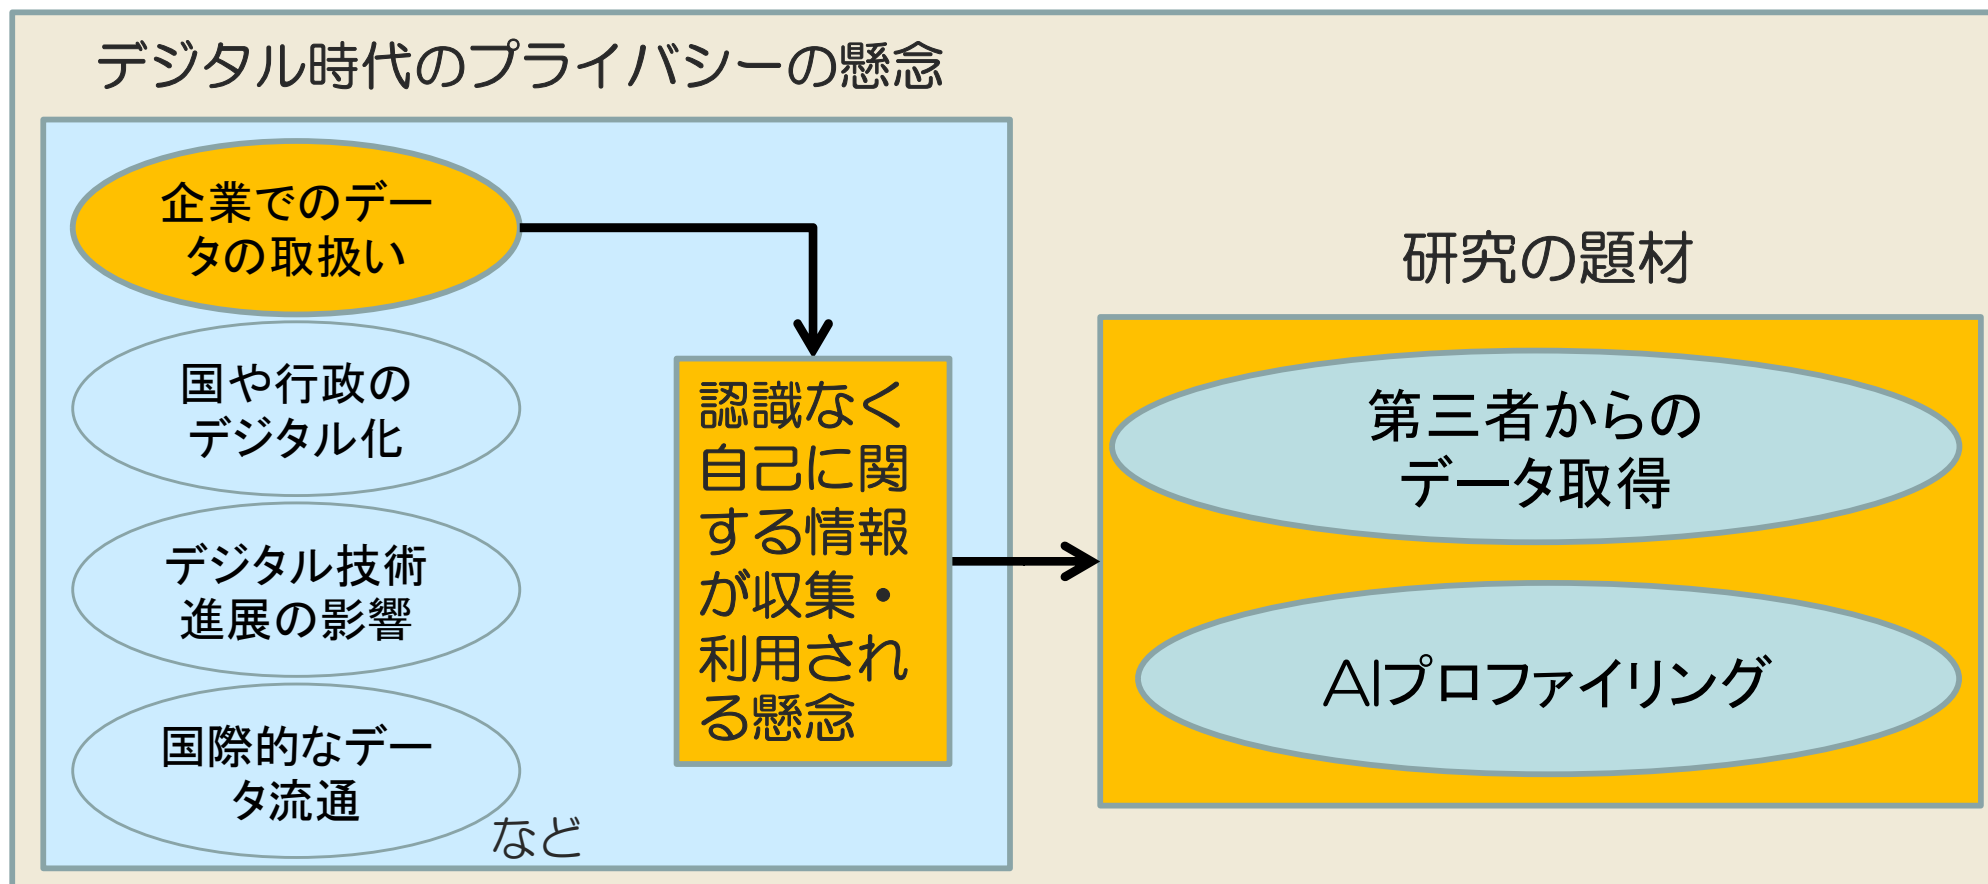 デジタル時代のプライバシーの懸念
企業でのデー
タの取扱い
国や行政の
デジタル化
デジタル技術
進展の影響
国際的なデー
タ流通
など
認識なく
自己に関
する情報
が収集・
利用され
る懸念
研究の題材
第三者からの
データ取得
AIプロファイリング